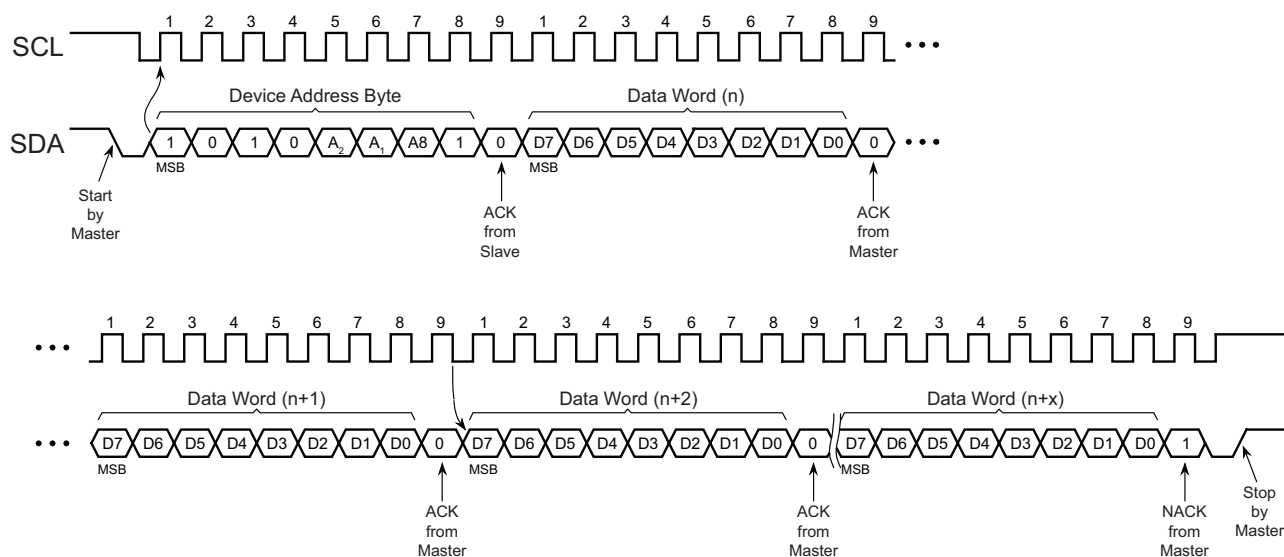 1 2 3 4 5 6 7 8 9 1 2 3 4 5 6 7 8 9
SCL
Device Address Byte Data Word (n)
SDA 1 0 1 0 A2 A1 A8 1 0 D7 D6 D5 D4 D3 D2 D1 D0 0
MSB MSB
Start
by
Master
ACK
from
Slave
ACK
from
Master
1 2 3 4 5 6 7 8 9 1 2 3 4 5 6 7 8 9 1 2 3 4 5 6 7 8 9
Data Word (n+1) Data Word (n+2) Data Word (n+x)
D7 D6 D5 D4 D3 D2 D1 D0 0 D7 D6 D5 D4 D3 D2 D1 D0 0 D7 D6 D5 D4 D3 D2 D1 D0 1
MSB MSB MSB
ACK
from
Master
ACK
from
Master
NACK
from
Master
Stop
by
Master